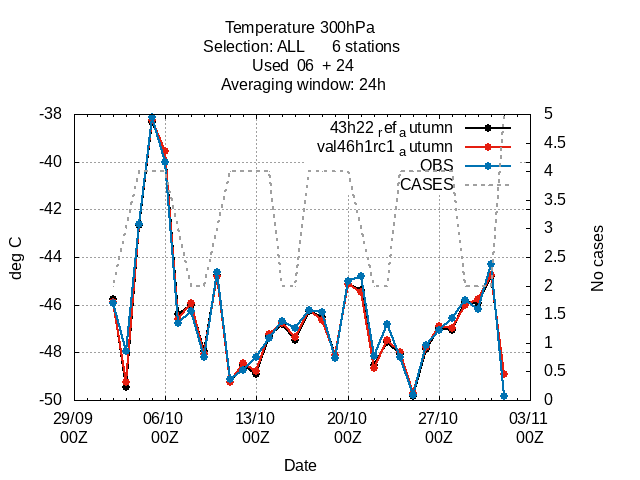 Temperature 300hPa
Selection: ALL 6 stations
Used 06 + 24
Averaging window: 24h
43h22 ref a utumn
val46h1rc1 a utumn
OBS
CASES
-38
-40
-42
-44
-46
-48
-50
deg C
5
4.5
4
3.5
3
2.5
2
1.5
1
0.5
0
No cases
29/09 06/10 13/10 20/10 27/10 03/11
00Z 00Z 00Z 00Z 00Z 00Z
Date